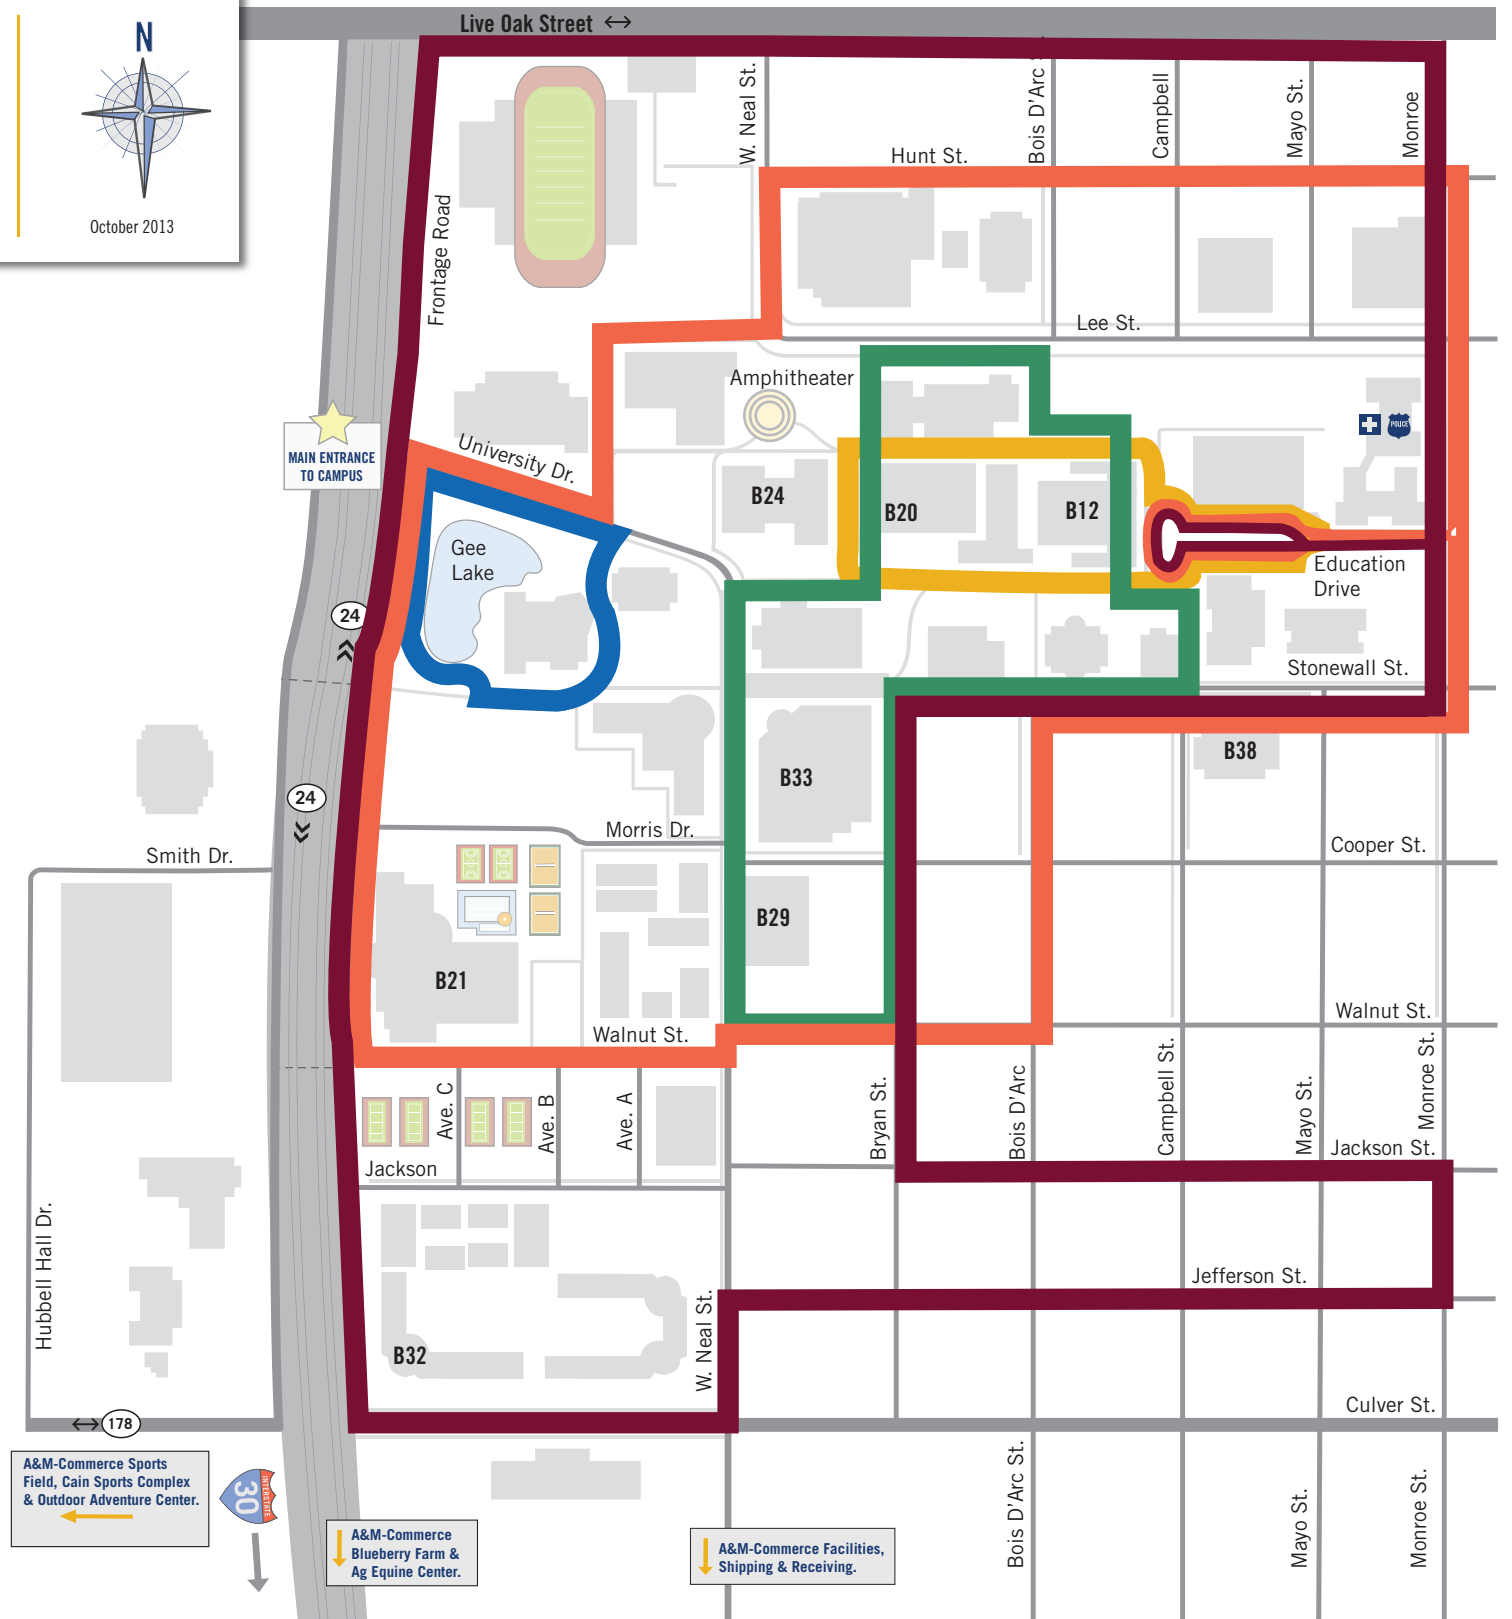 Live Oak Street
N
October 2013
W. Neal St.
Bois D'Arc
Campbell
Mayo St.
Monroe
Hunt St.
Frontage Road
Lee St.
Amphitheater
POLICE
MAIN ENTRANCE
TO CAMPUS
University Dr.
B24
B20
B12
Gee
Lake
Education
Drive
24
Stonewall St.
B38
B33
24
Morris Dr.
Cooper St.
Smith Dr.
B29
B21
Walnut St.
Walnut St.
Ave. C
Ave. B
Ave. A
Bryan St.
Bois D'Arc
Campbell St.
Mayo St.
Monroe St.
Jackson
Jackson St.
Hubbell Hall Dr.
Jefferson St.
W. Neal St.
B32
Culver St.
178
A&M-Commerce Sports
Field, Cain Sports Complex
& Outdoor Adventure Center.
INTERSTATE
30
A&M-Commerce
Blueberry Farm &
Ag Equine Center.
A&M-Commerce Facilities,
Shipping & Receiving.
Bois D'Arc St.
Mayo St.
Monroe St.